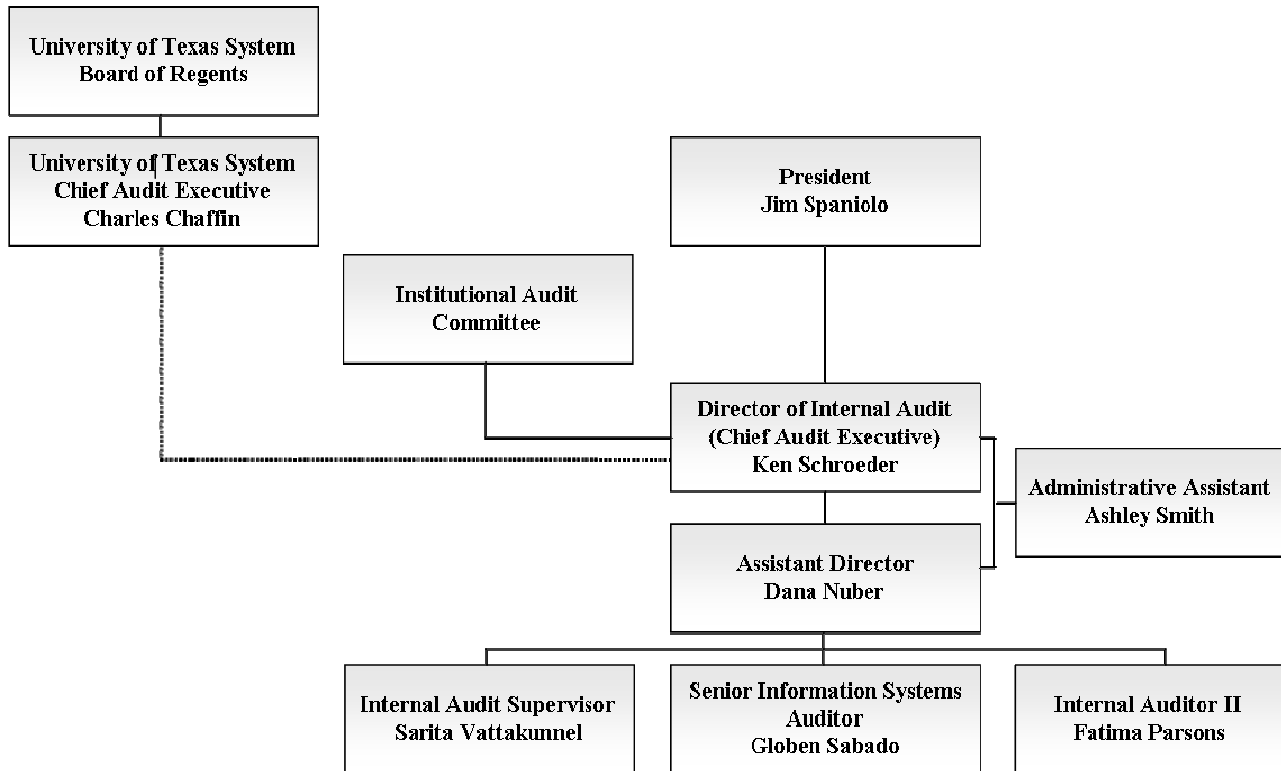 University of Texas System
Board of Regents
University of Texas System
Chief Audit Executive
Charles Chaffin
President
Jim Spaniolo
Institutional Audit
Committee
Director of Internal Audit
(Chief Audit Executive)
Ken Schroeder
Administrative Assistant
Ashley Smith
Assistant Director
Dana Nuber
Internal Audit Supervisor
Sarita Vattakunnel
Senior Information Systems
Auditor
Globen Sabado
Internal Auditor II
Fatima Parsons